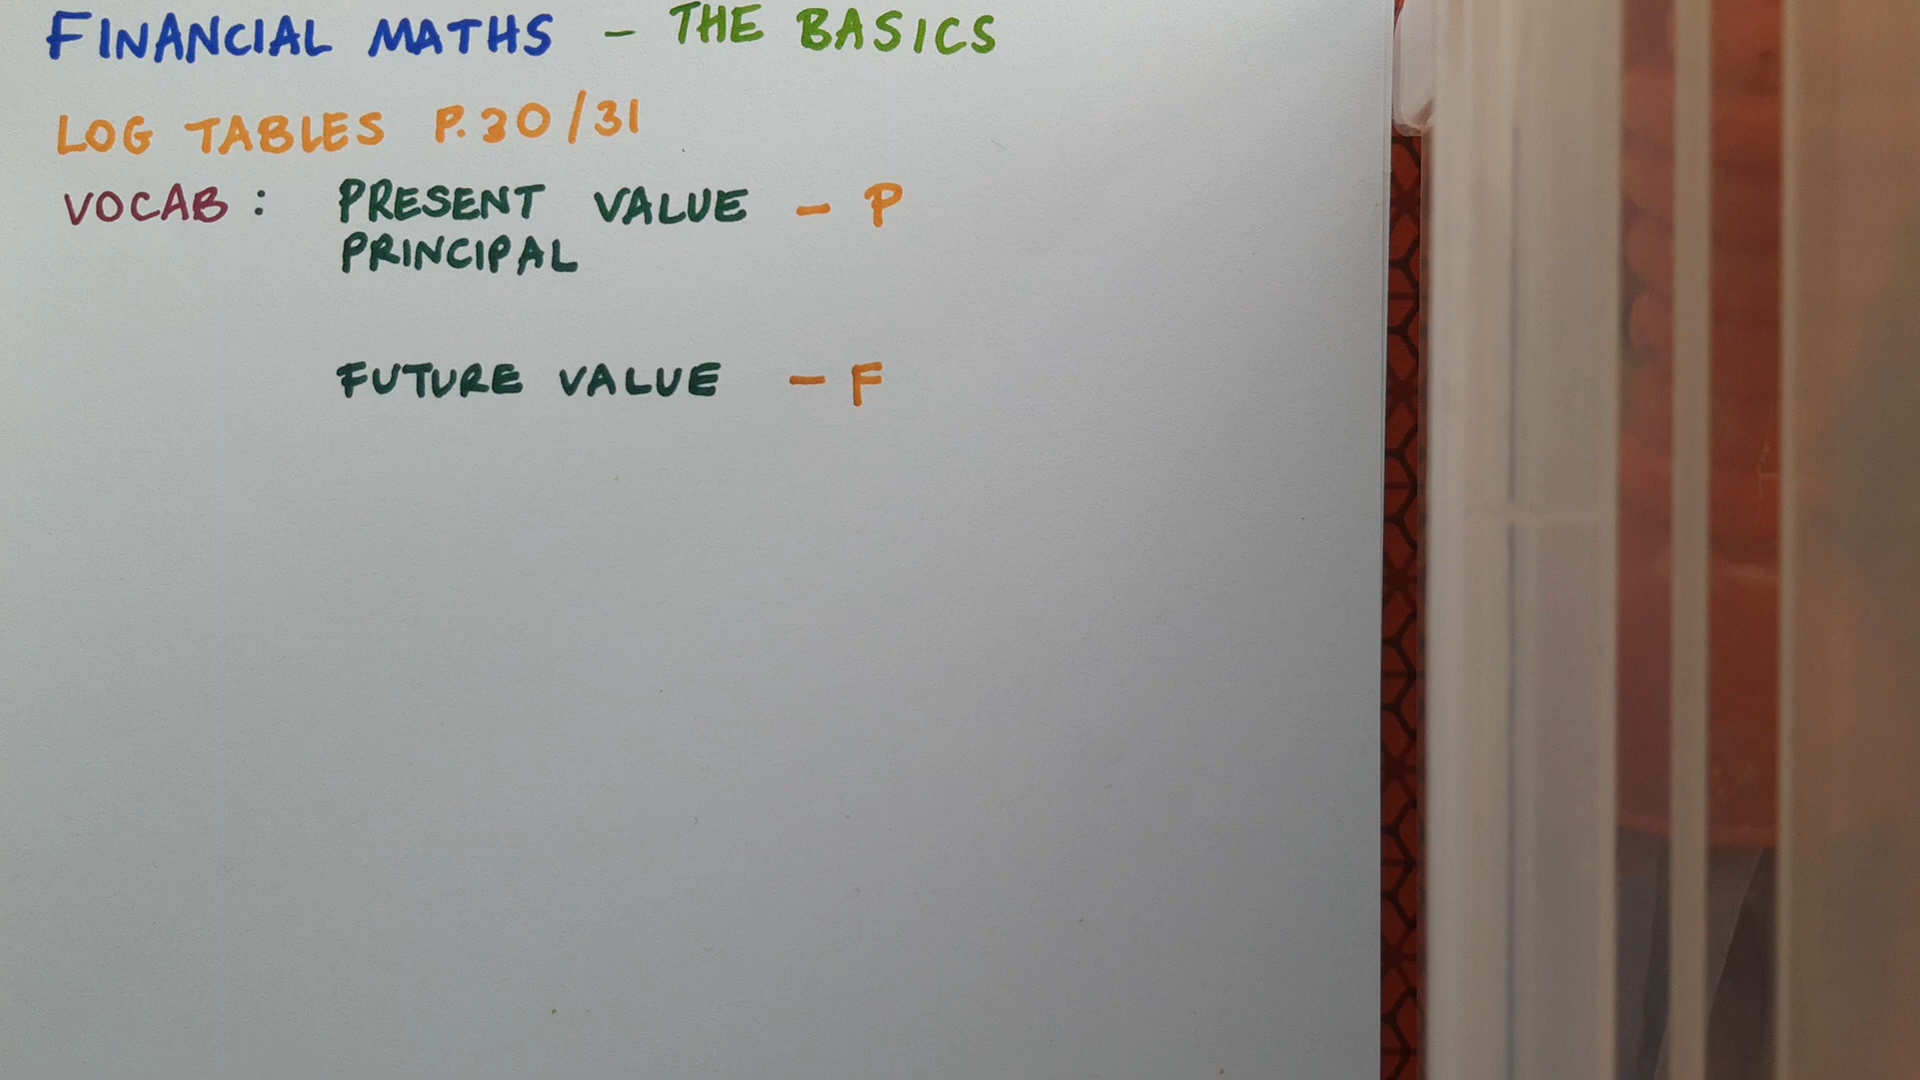 FINANCIAL MATHS - THE BASICS
LOG TABLES P.30/31
VOCAB: PRESENT VALUE - P
PRINCIPAL
FUTURE VALUE - F